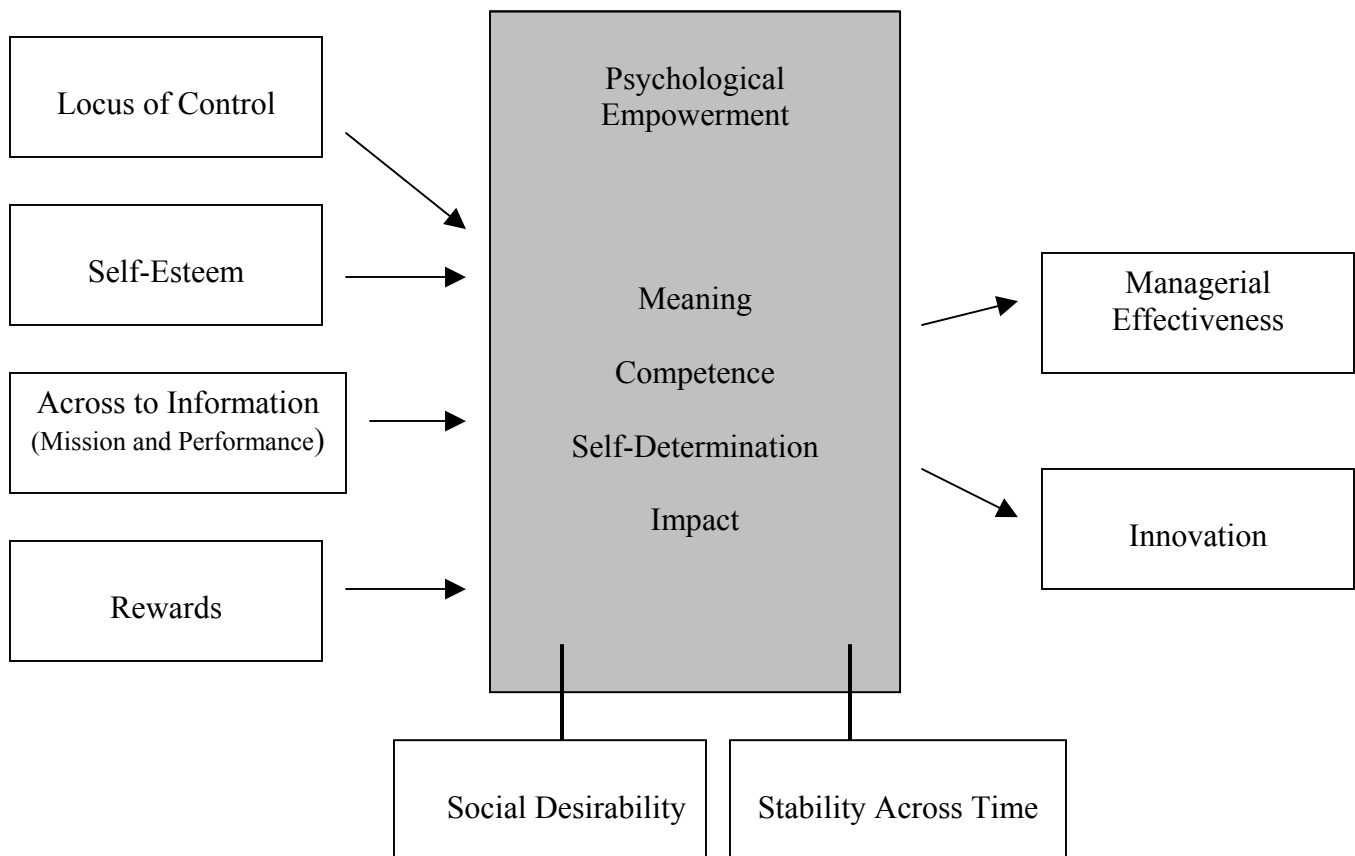 Locus of Control
Self-Esteem
Across to Information
(Mission and Performance)
Rewards
Psychological
Empowerment
Meaning
Competence
Self-Determination
Impact
Managerial
Effectiveness
Innovation
Social Desirability
Stability Across Time